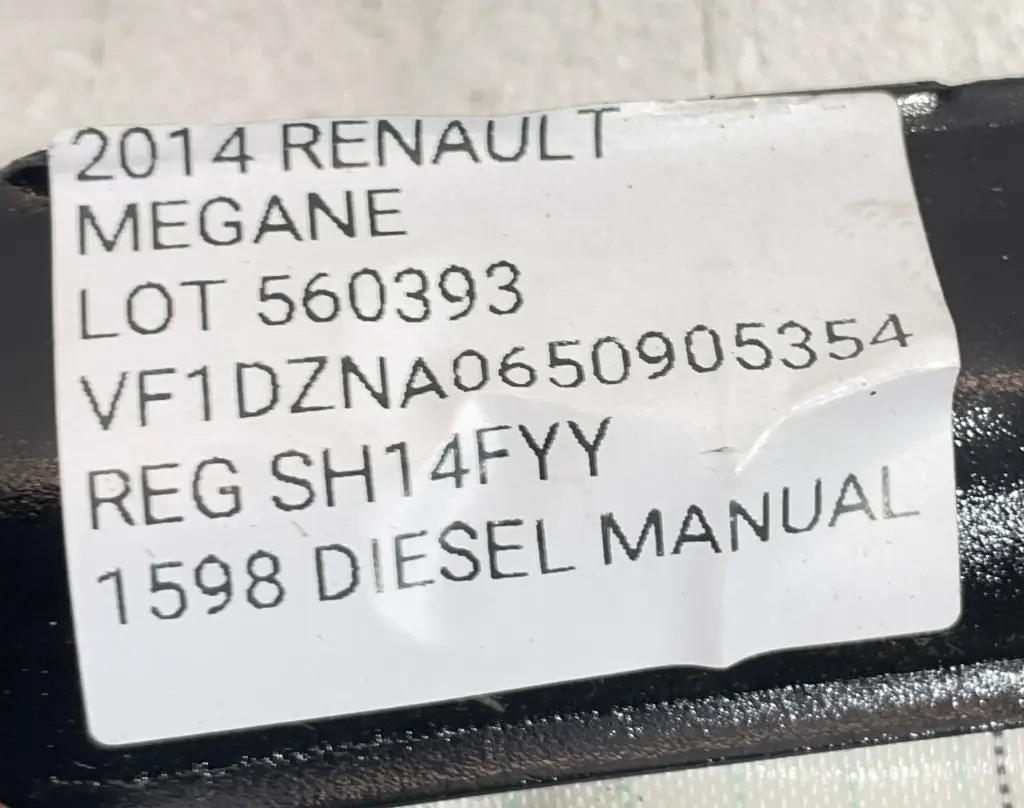 2014 RENAULT
MEGANE
LOT 560393
VF1DZNA0650905354
REG SH14FYY
1598 DIESEL MANUAL